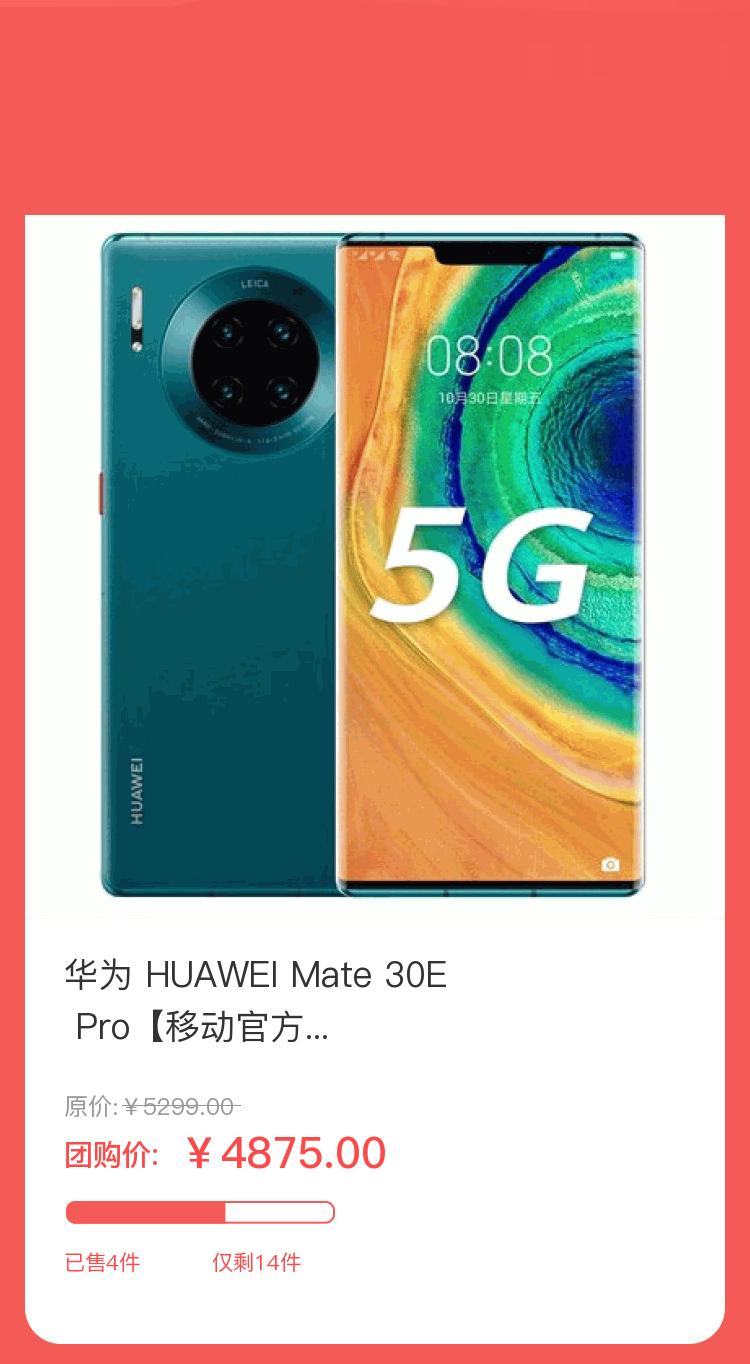 LEICA
08:08
10月30日星期五
5G
HUAWEI
华为 HUAWEI Mate 30E
Pro【移动官方...
原价:￥5299.00
团购价: ￥4875.00
已售4件 仅剩14件